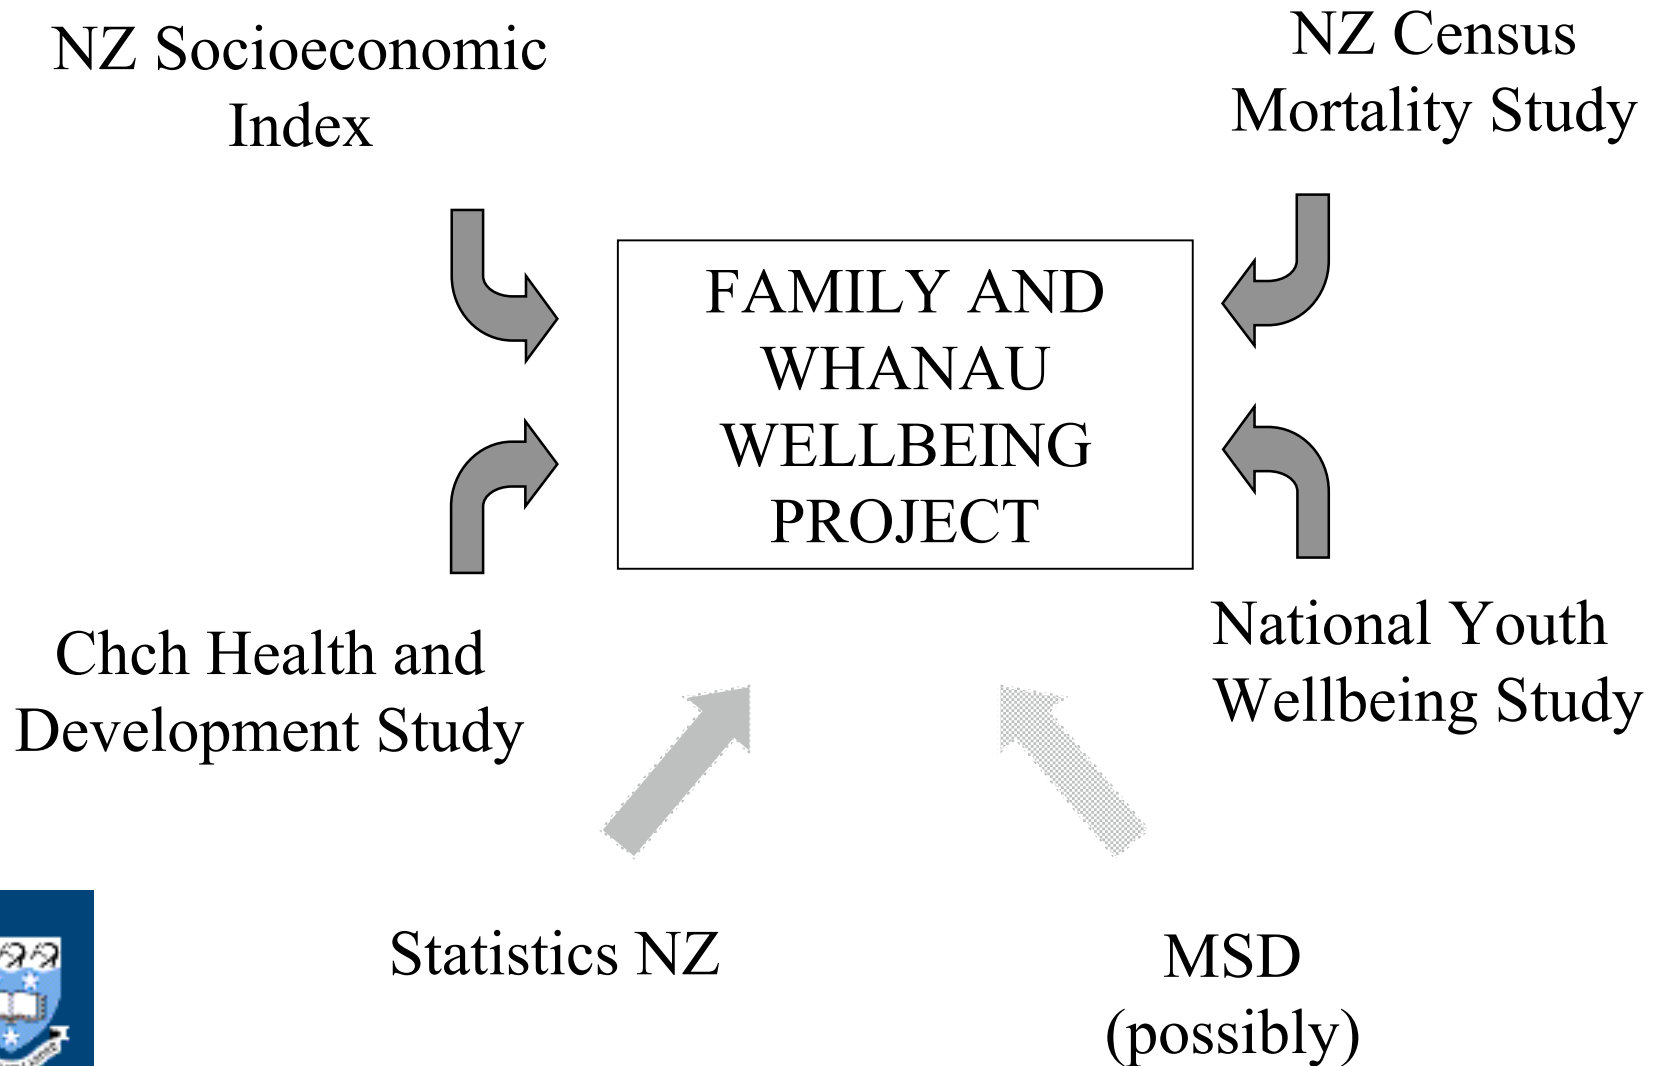 NZ Socioeconomic
Index
NZ Census
Mortality Study
FAMILY AND
WHANAU
WELLBEING
PROJECT
Chch Health and
Development Study
National Youth
Wellbeing Study
Statistics NZ
MSD
(possibly)